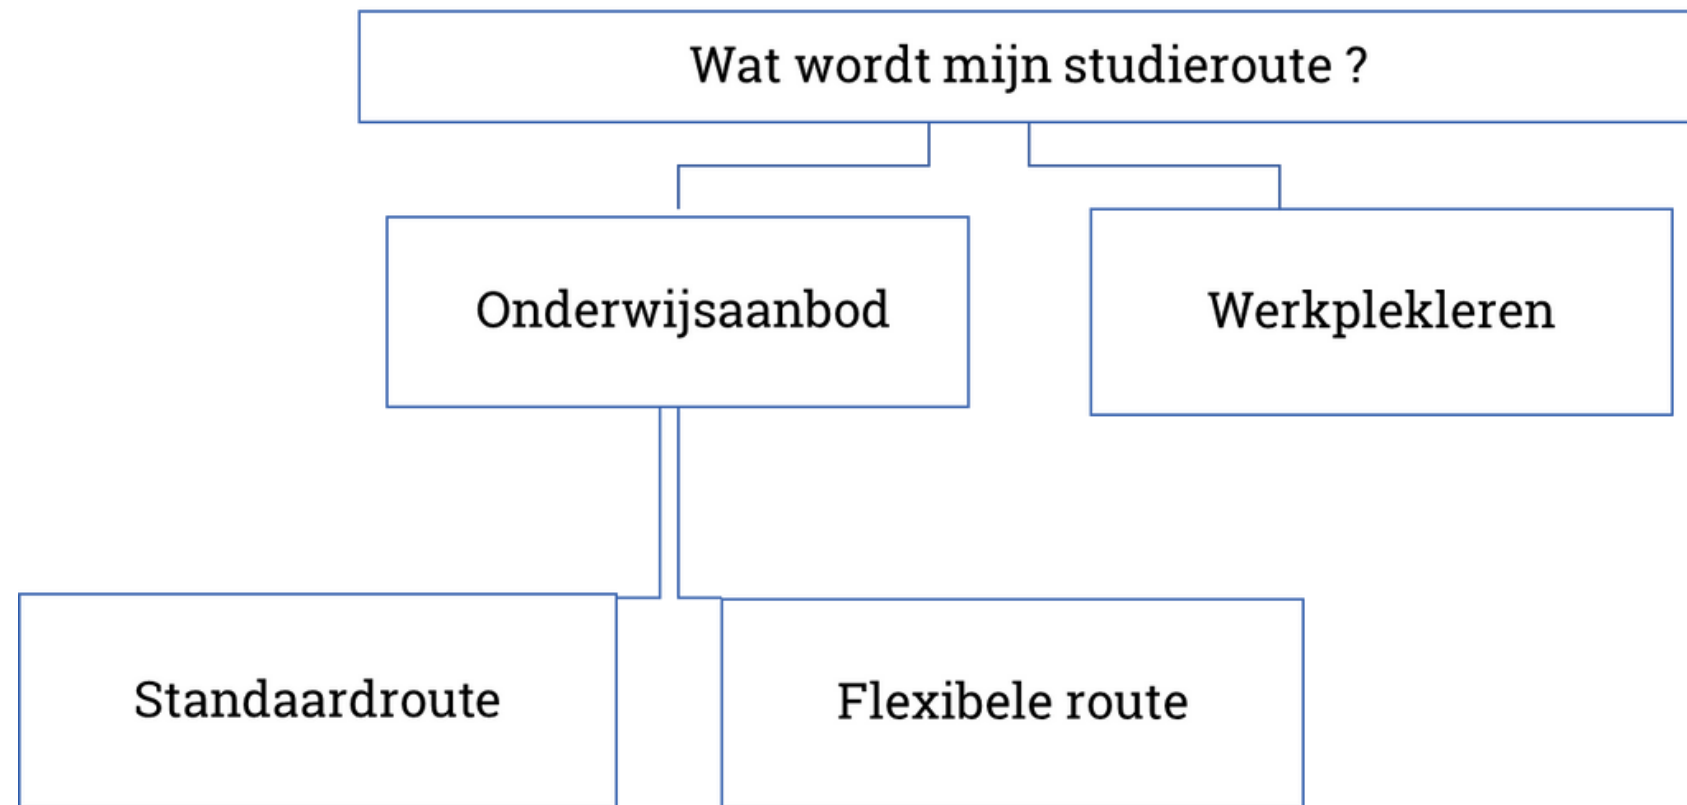 Wat wordt mijn studieroute ?
Onderwijsaanbod
Werkplekleren
Standaardroute
Flexibele route